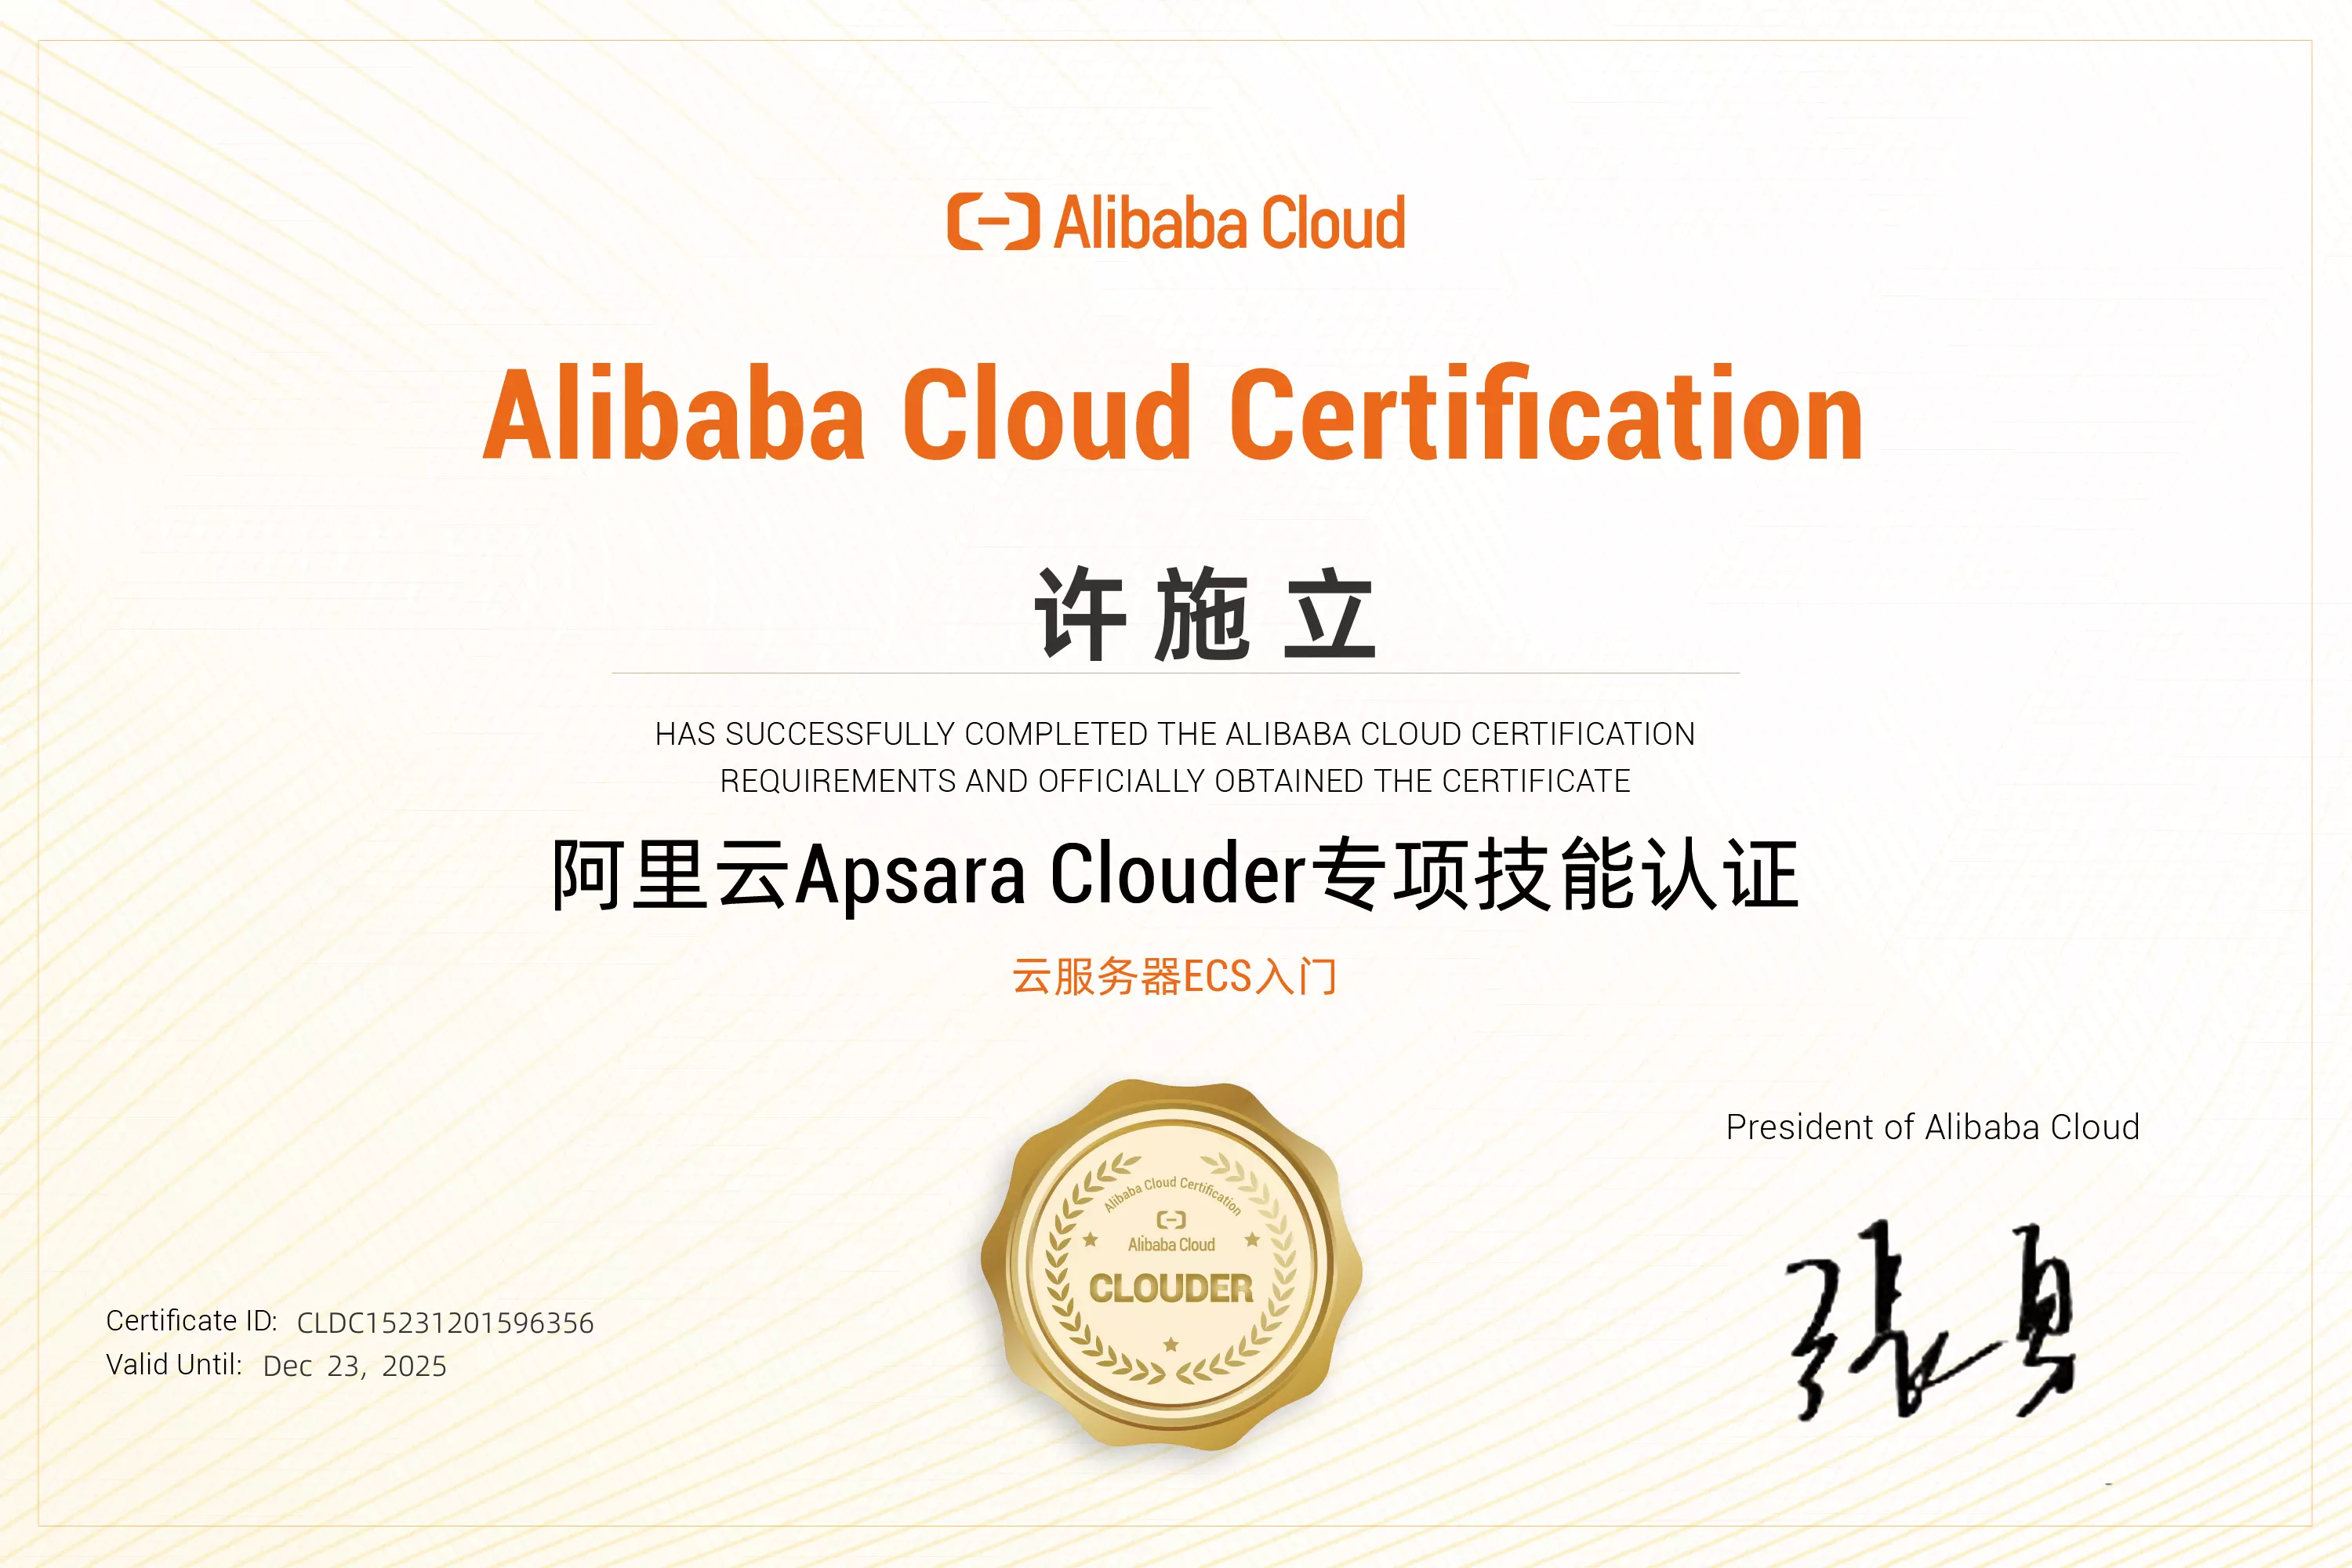 Alibaba Cloud
Alibaba Cloud Certification
许施立
HAS SUCCESSFULLY COMPLETED THE ALIBABA CLOUD CERTIFICATION
REQUIREMENTS AND OFFICIALLY OBTAINED THE CERTIFICATE
阿里云Apsara Clouder专项技能认证
云服务器ECS入门
President of Alibaba Cloud
Alibaba Cloud Certification
Alibaba Cloud
CLOUDER
Certificate ID: CLDC15231201596356
Valid Until: Dec 23, 2025